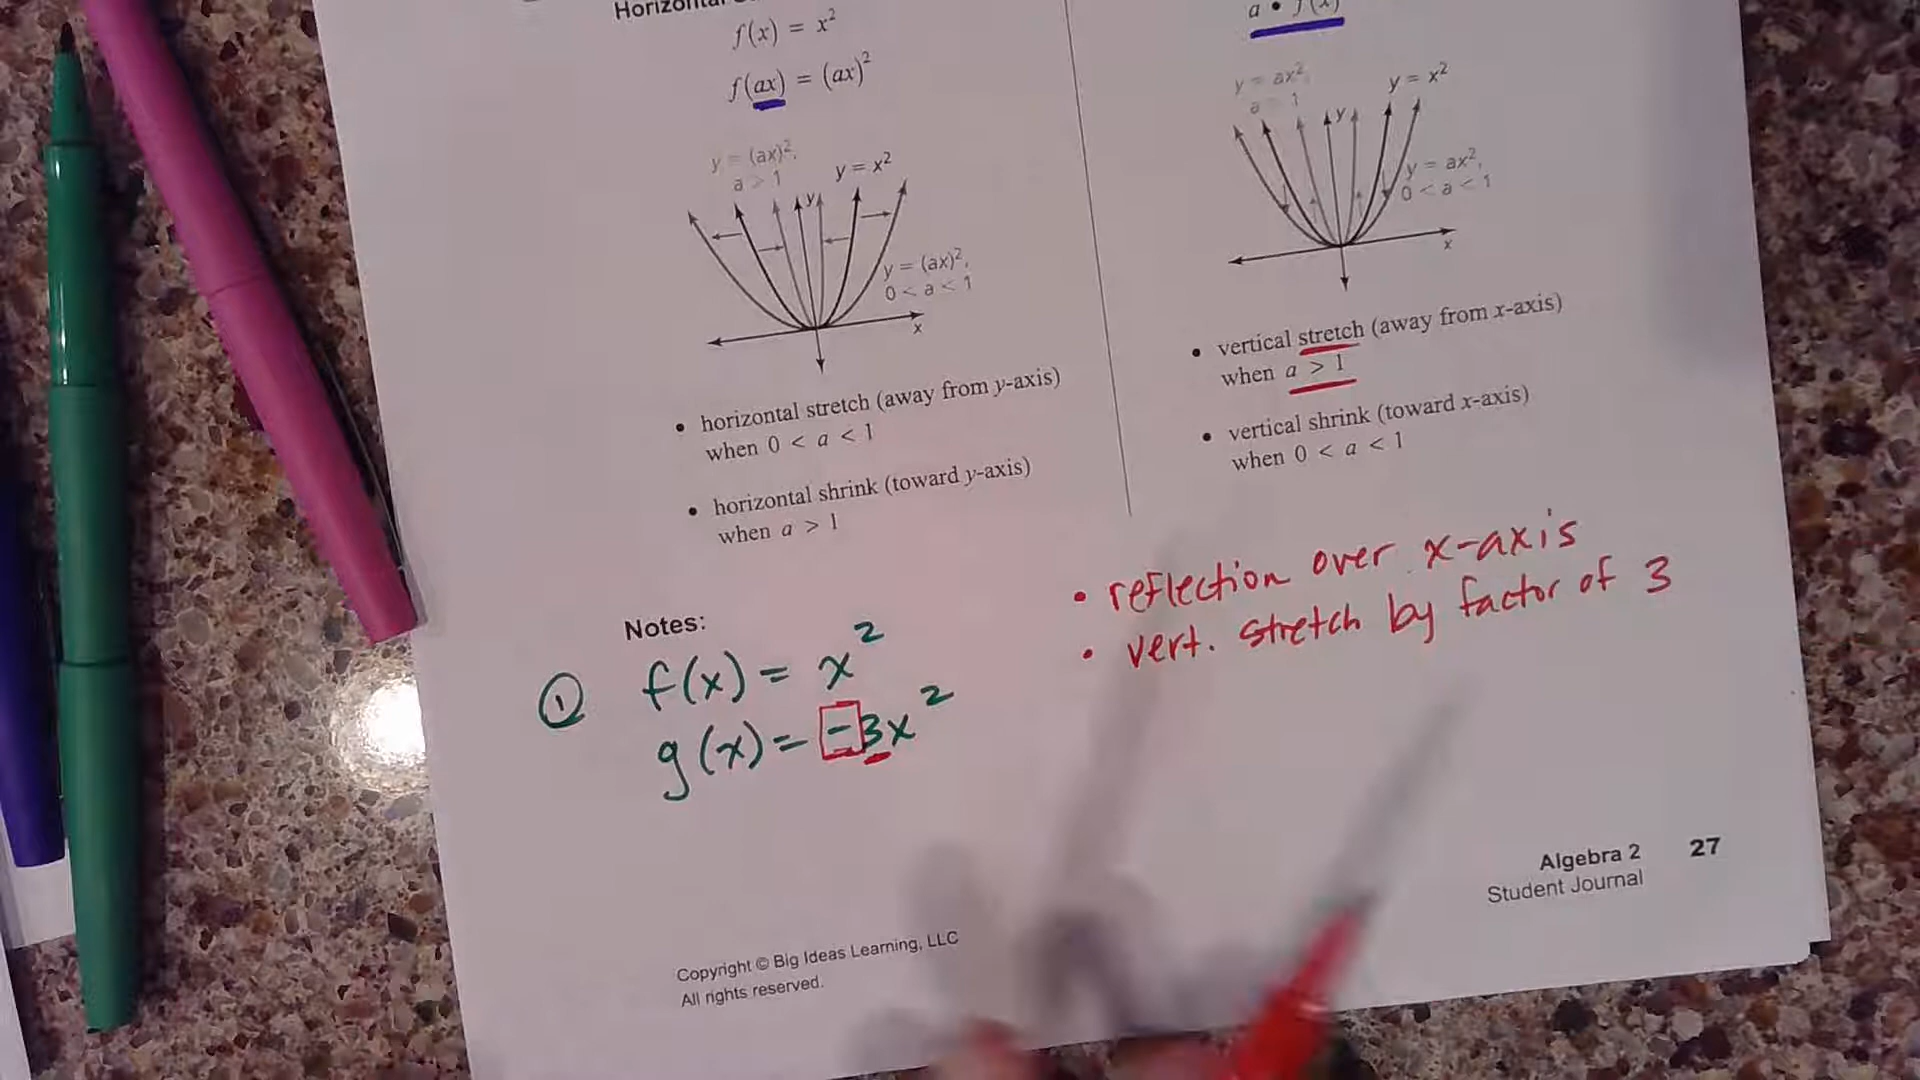 Horizontal
f(x) = x²
f(ax) = (ax)²
y = (ax)²,
a > 1
y = x²
y
y = (ax)²,
0 < a < 1
x
• horizontal stretch (away from y-axis)
when 0 < a < 1
• horizontal shrink (toward y-axis)
when a > 1
a • f(x)
y = ax²,
a > 1
y = x²
y
y = ax²,
0 < a < 1
x
• vertical stretch (away from x-axis)
when a > 1
• vertical shrink (toward x-axis)
when 0 < a < 1
• reflection over x-axis
• vert. stretch by factor of 3
Notes:
① f(x) = x²
g(x) = -3x²
Algebra 2 27
Student Journal
Copyright © Big Ideas Learning, LLC
All rights reserved.